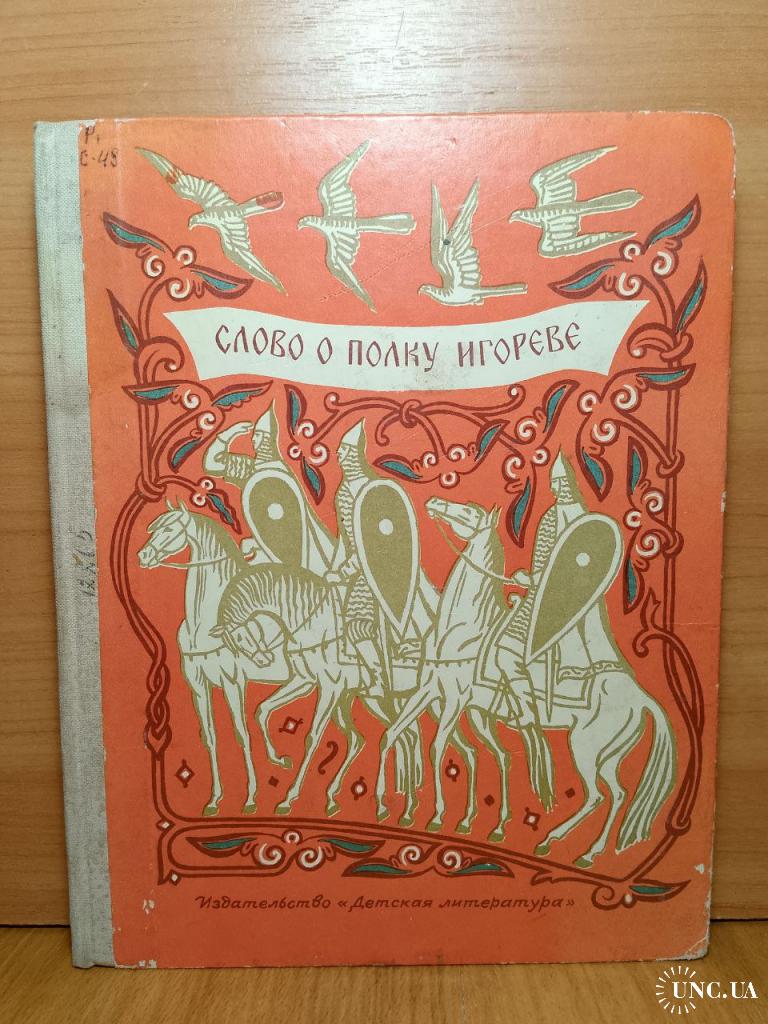 Р.
С-48
СЛОВО О ПОЛКУ ИГОРЕВЕ
Издательство «Детская литература»
UNC.UA